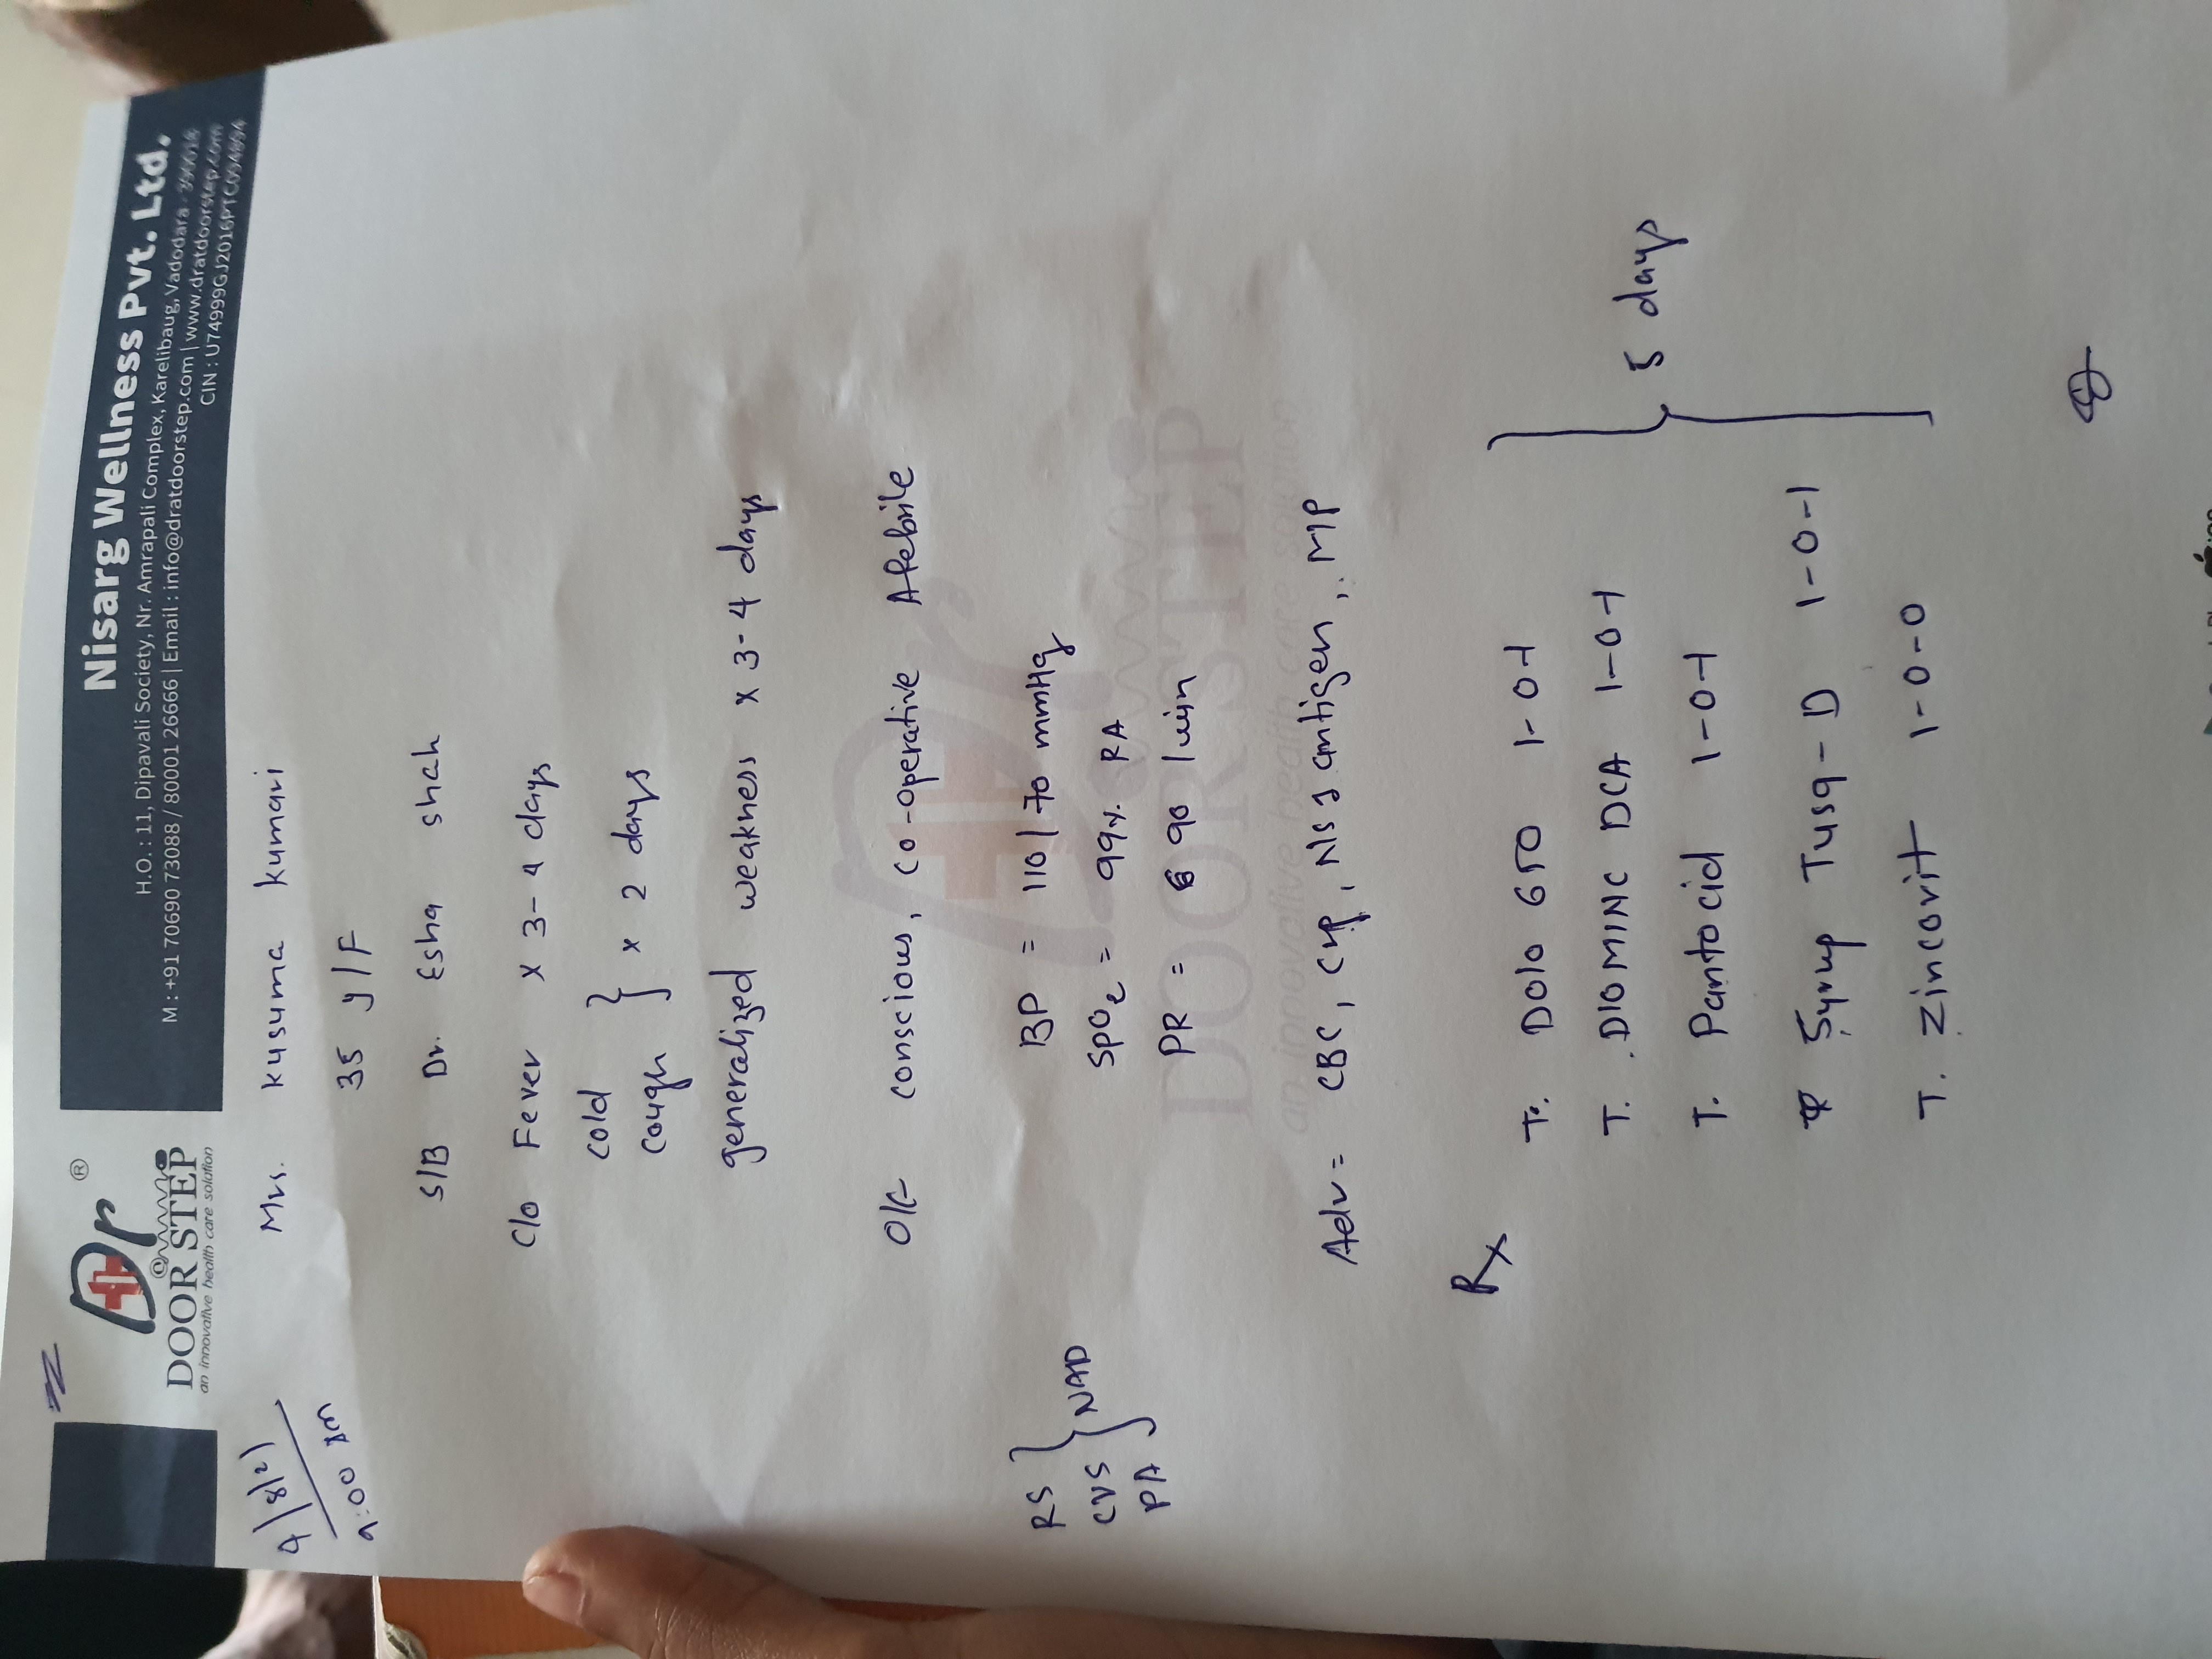 Dr ®
DOOR STEP
an innovative health care solution
Nisarg Wellness Pvt. Ltd.
H.O. : 11, Dipavali Society, Nr. Amrapali Complex, Karelibaug, Vadodara - 390018
M : +91 70690 73088 / 80001 26666 | Email : info@dratdoorstep.com | www.dratdoorstep.com
CIN : U74999GJ2016PTC094894
4/8/21
9:00 Am
Mrs. Kusuma Kumari
35 y/F
S/B Dr. Esha Shah
C/o Fever x 3-4 days
cold
cough } x 2 days
generalized weakness x 3-4 days
O/E conscious, co-operative Afebrile
RS
CVS } NAD
PA
BP = 110/70 mmHg
SpO2 = 99% RA
PR = 90 /min
Dr
DOOR STEP
an innovative health care solution
Adv = CBC, Crp, NS1 antigen, MP
Rx
T. Dolo 650 1-0-1
T. DIOMINC DCA 1-0-1
T. Pantocid 1-0-1
Syrup Tusq-D 1-0-1
T. Zincovit 1-0-0
} 5 days